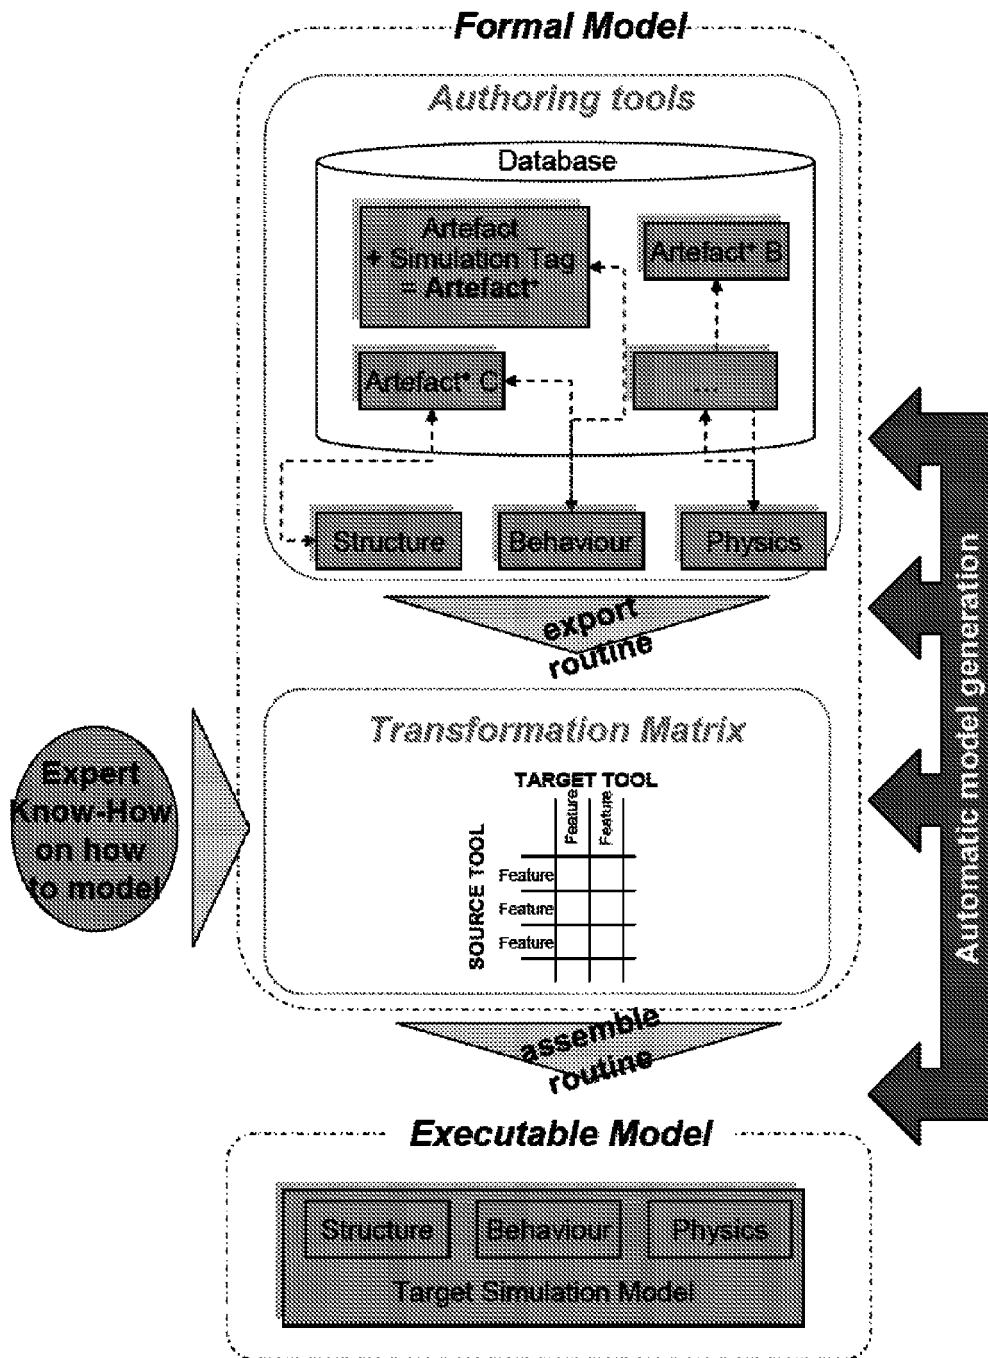 Formal Model
Authoring tools
Database
Artefact
+ Simulation Tag
= Artefact*
Artefact* B
Artefact* C
...
Structure
Behaviour
Physics
export
routine
Transformation Matrix
TARGET TOOL
Feature
Feature
SOURCE TOOL
Feature
Feature
Feature
Expert
Know-How
on how
to model
Automatic model generation
assemble
routine
Executable Model
Structure
Behaviour
Physics
Target Simulation Model